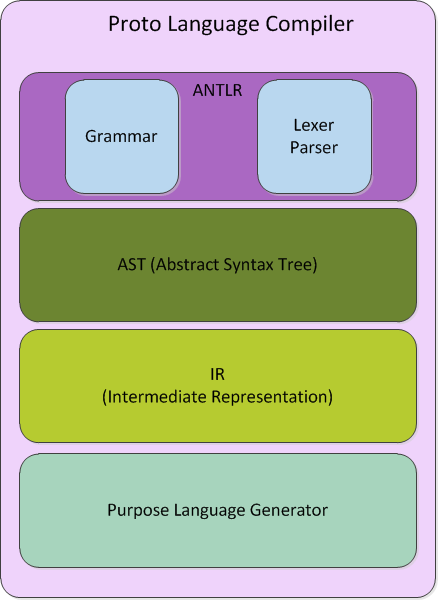 Proto Language Compiler
ANTLR
Grammar
Lexer
Parser
AST (Abstract Syntax Tree)
IR
(Intermediate Representation)
Purpose Language Generator